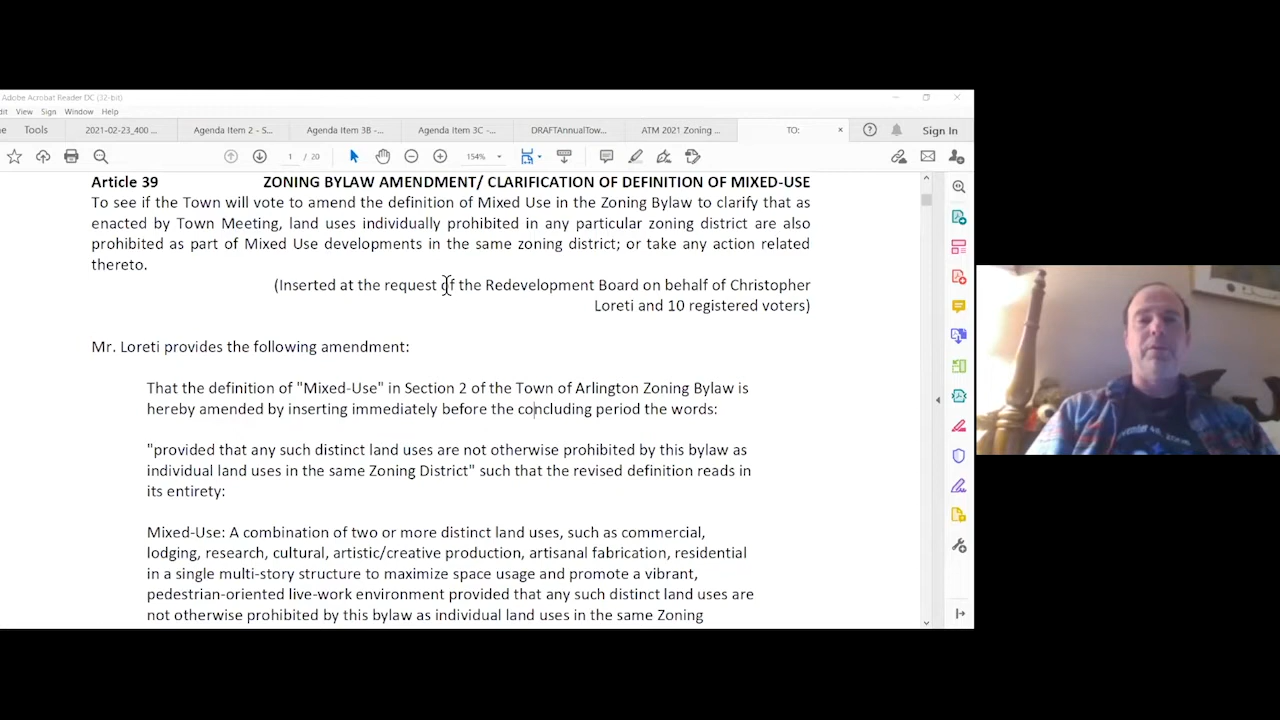 Adobe Acrobat Reader DC (32-bit)
dit View Sign Window Help
e Tools 2021-02-23_400 ... Agenda Item 2 - S... Agenda Item 3B -... Agenda Item 3C -... DRAFTAnnualTow... ATM 2021 Zoning ... TO: × Sign In
1 / 20 154%
Article 39 ZONING BYLAW AMENDMENT/ CLARIFICATION OF DEFINITION OF MIXED-USE
To see if the Town will vote to amend the definition of Mixed Use in the Zoning Bylaw to clarify that as
enacted by Town Meeting, land uses individually prohibited in any particular zoning district are also
prohibited as part of Mixed Use developments in the same zoning district; or take any action related
thereto.
(Inserted at the request of the Redevelopment Board on behalf of Christopher
Loreti and 10 registered voters)
Mr. Loreti provides the following amendment:
That the definition of "Mixed-Use" in Section 2 of the Town of Arlington Zoning Bylaw is
hereby amended by inserting immediately before the concluding period the words:
"provided that any such distinct land uses are not otherwise prohibited by this bylaw as
individual land uses in the same Zoning District" such that the revised definition reads in
its entirety:
Mixed-Use: A combination of two or more distinct land uses, such as commercial,
lodging, research, cultural, artistic/creative production, artisanal fabrication, residential
in a single multi-story structure to maximize space usage and promote a vibrant,
pedestrian-oriented live-work environment provided that any such distinct land uses are
not otherwise prohibited by this bylaw as individual land uses in the same Zoning